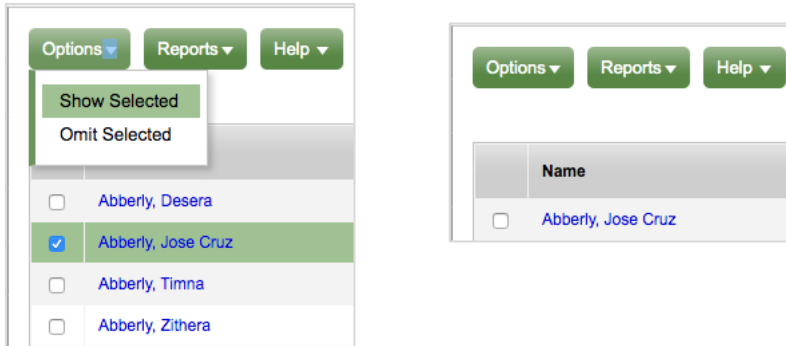 Options Reports Help
Show Selected
Omit Selected
Abberly, Desera
Abberly, Jose Cruz
Abberly, Timna
Abberly, Zithera
Options Reports Help
Name
Abberly, Jose Cruz